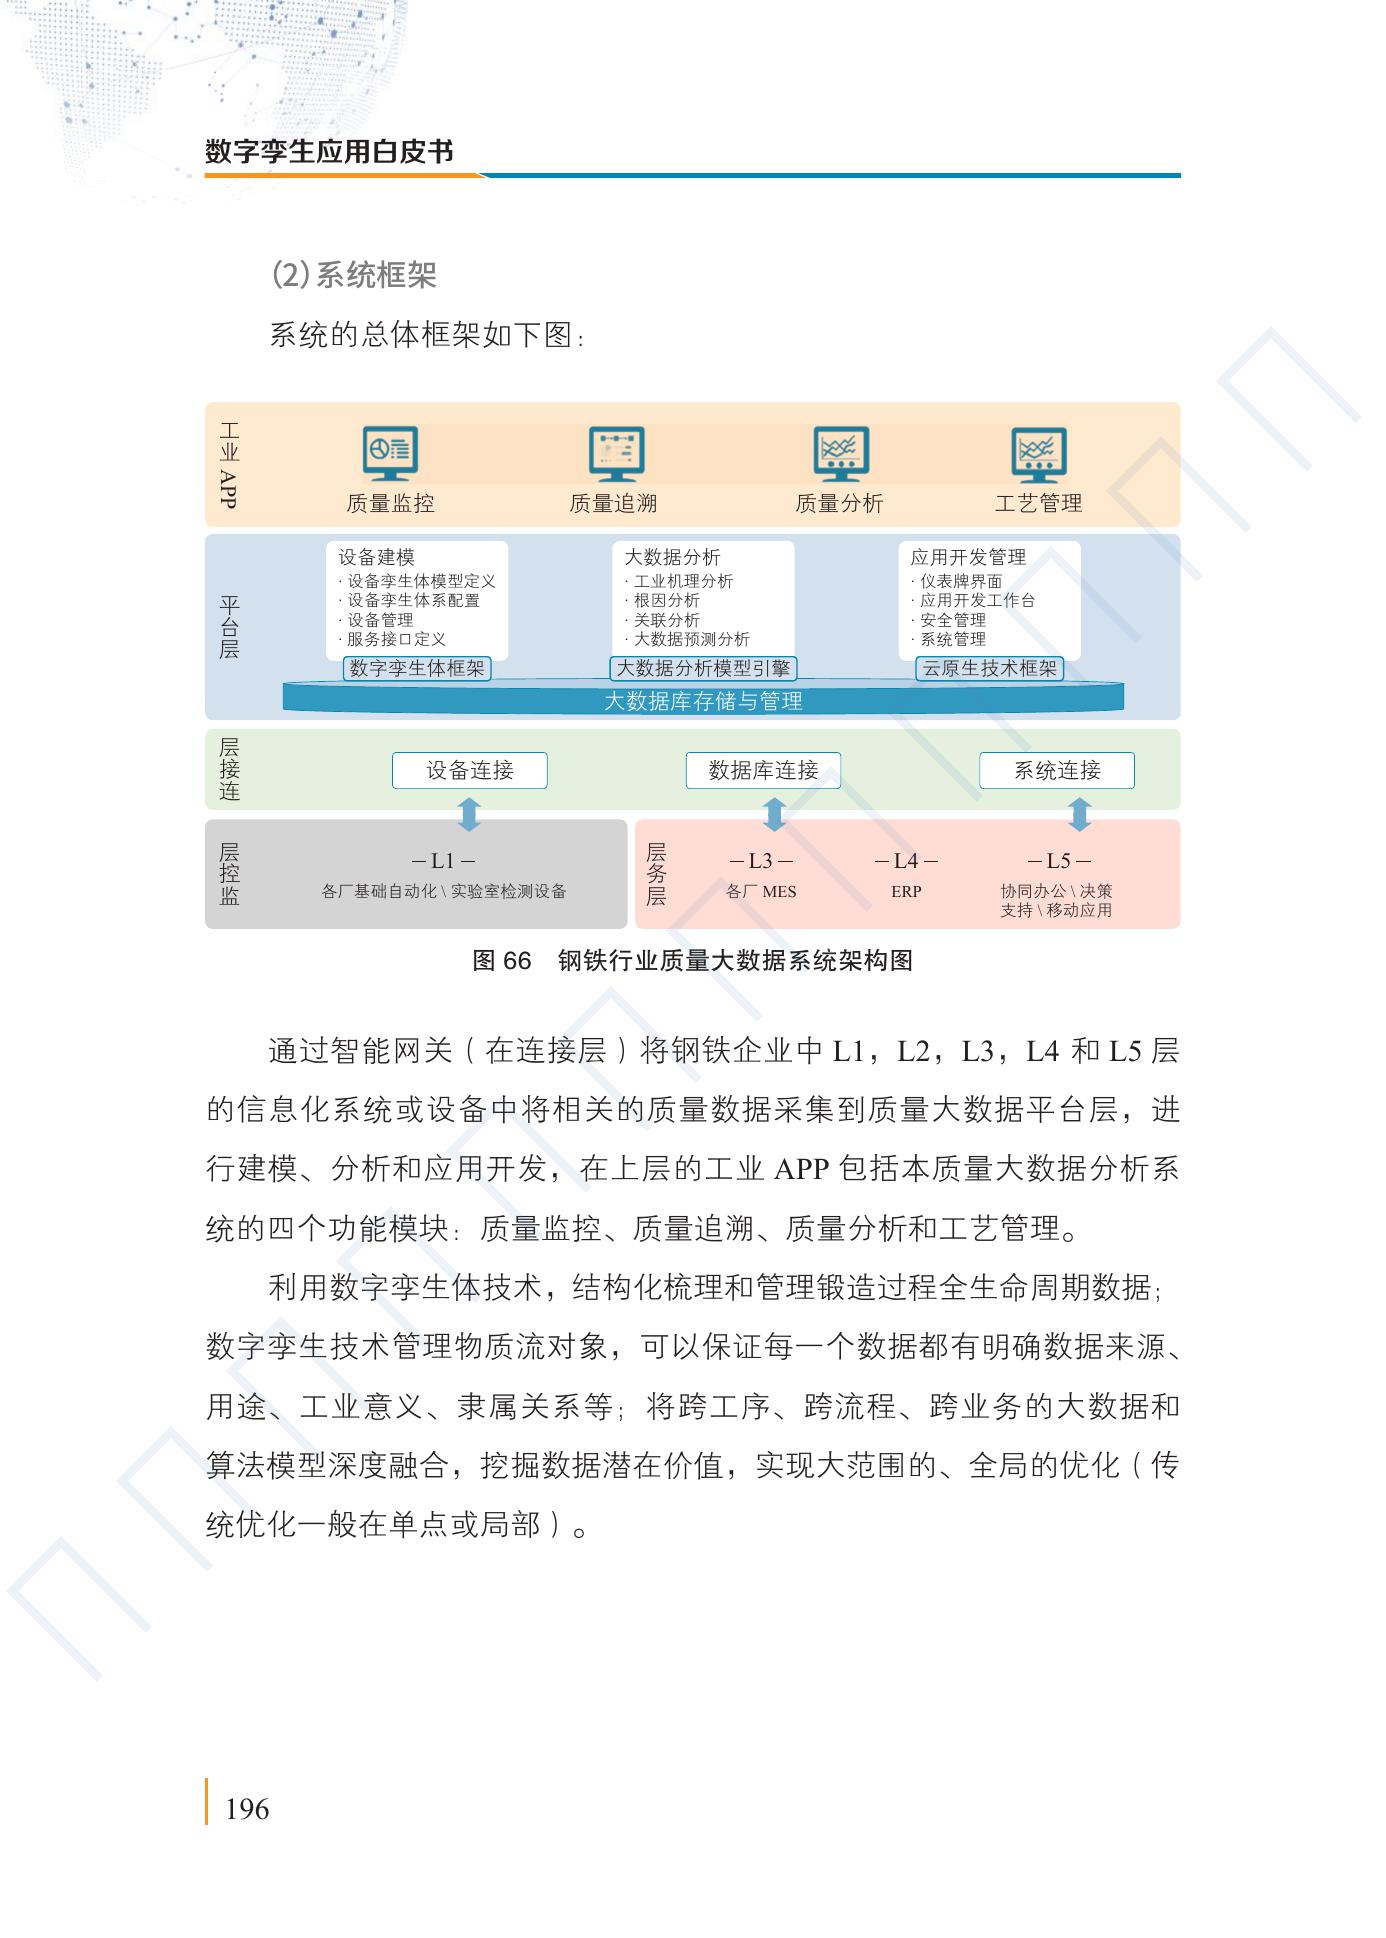 数字孪生应用白皮书
（2）系统框架
系统的总体框架如下图：
工业 APP
质量监控
质量追溯
质量分析
工艺管理
平台层
设备建模
· 设备孪生体模型定义
· 设备孪生体系配置
· 设备管理
· 服务接口定义
数字孪生体框架
大数据分析
· 工业机理分析
· 根因分析
· 关联分析
· 大数据预测分析
大数据分析模型引擎
应用开发管理
· 仪表牌界面
· 应用开发工作台
· 安全管理
· 系统管理
云原生技术框架
大数据库存储与管理
层接连
设备连接
数据库连接
系统连接
层控监
—L1—
各厂基础自动化 \ 实验室检测设备
层务层
—L3—
各厂 MES
—L4—
ERP
—L5—
协同办公 \ 决策
支持 \ 移动应用
图 66 钢铁行业质量大数据系统架构图
通过智能网关（在连接层）将钢铁企业中 L1，L2，L3，L4 和 L5 层
的信息化系统或设备中将相关的质量数据采集到质量大数据平台层，进
行建模、分析和应用开发，在上层的工业 APP 包括本质量大数据分析系
统的四个功能模块：质量监控、质量追溯、质量分析和工艺管理。
利用数字孪生体技术，结构化梳理和管理锻造过程全生命周期数据；
数字孪生技术管理物质流对象，可以保证每一个数据都有明确数据来源、
用途、工业意义、隶属关系等；将跨工序、跨流程、跨业务的大数据和
算法模型深度融合，挖掘数据潜在价值，实现大范围的、全局的优化（传
统优化一般在单点或局部）。
196